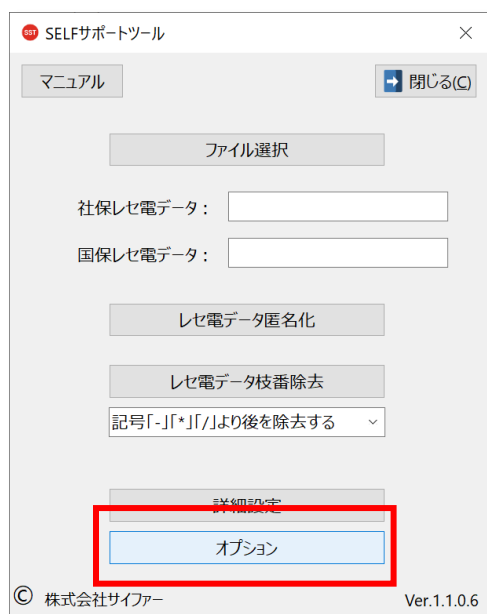 SST SELFサポートツール
マニュアル
閉じる(C)
ファイル選択
社保レセ電データ：
国保レセ電データ：
レセ電データ匿名化
レセ電データ枝番除去
記号「-」「*」「/」より後を除去する
詳細設定
オプション
© 株式会社サイファー
Ver.1.1.0.6